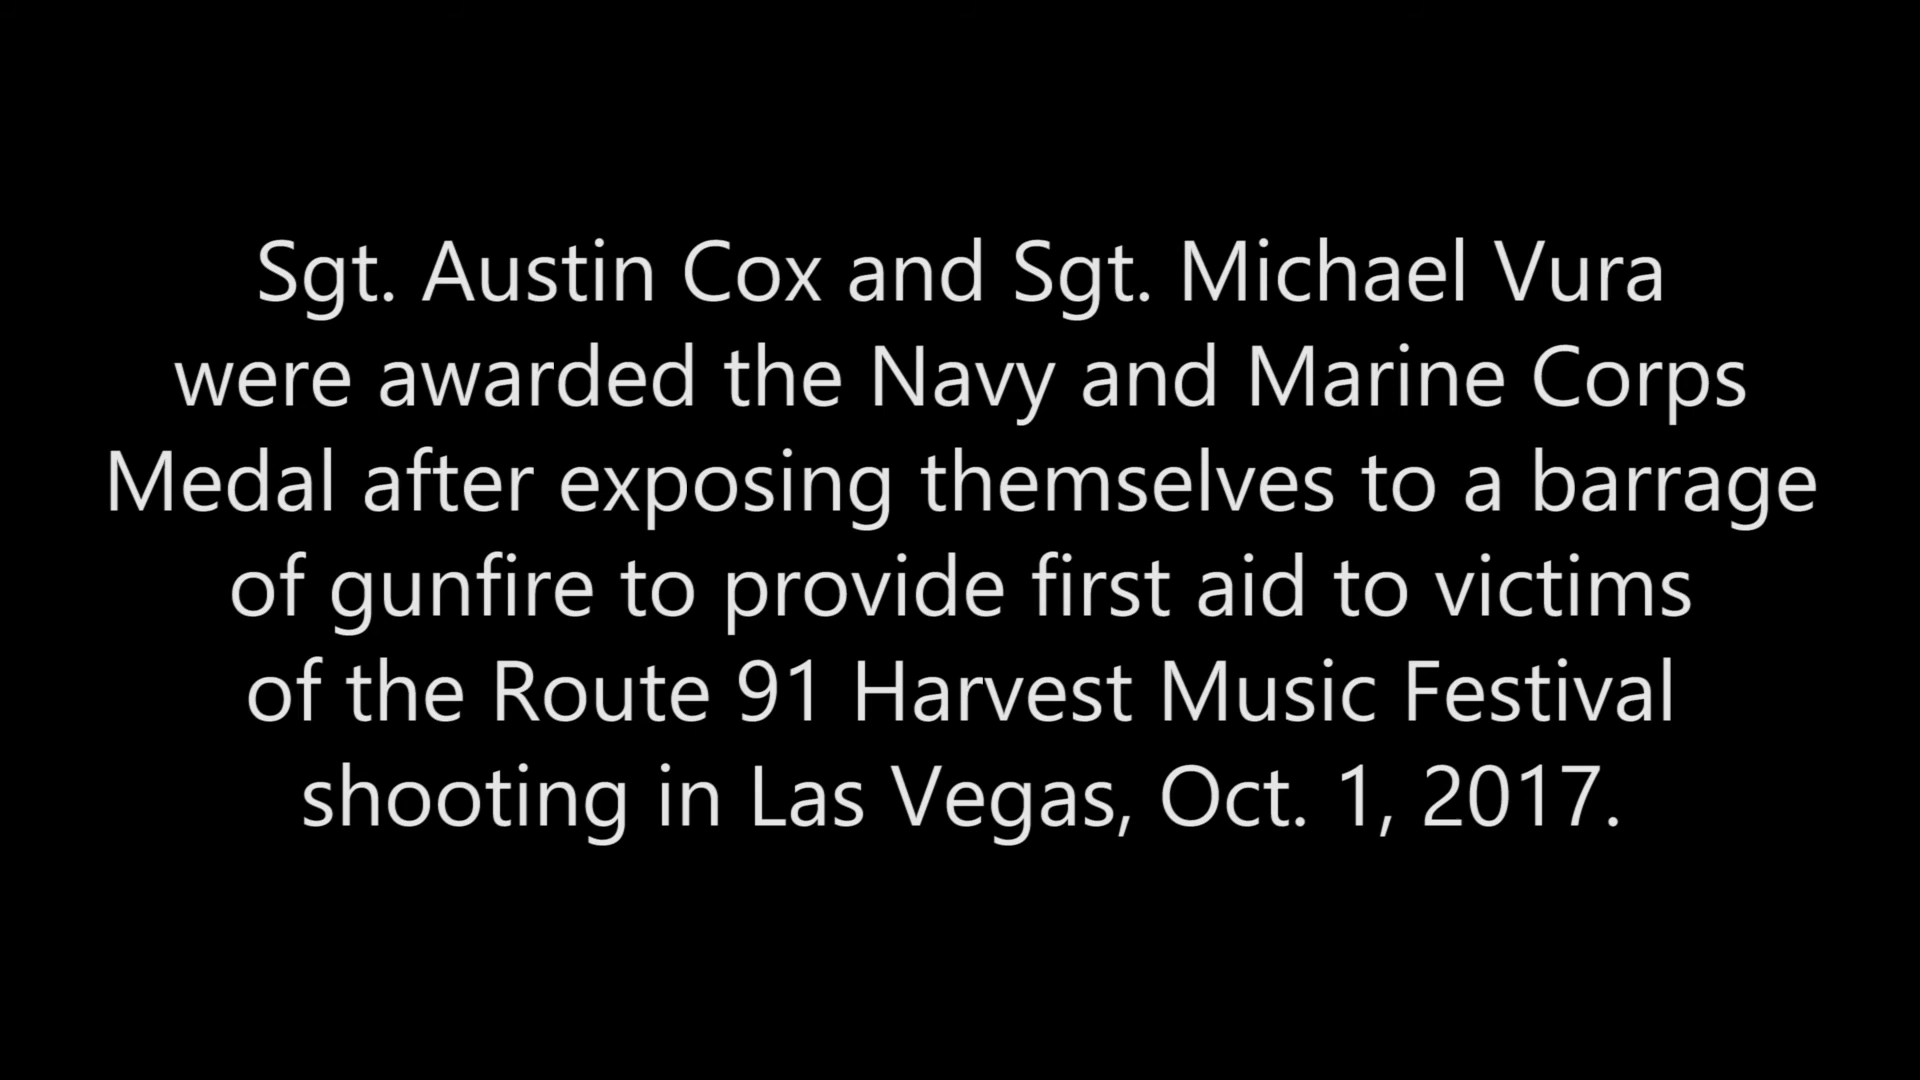 Sgt. Austin Cox and Sgt. Michael Vura
were awarded the Navy and Marine Corps
Medal after exposing themselves to a barrage
of gunfire to provide first aid to victims
of the Route 91 Harvest Music Festival
shooting in Las Vegas, Oct. 1, 2017.